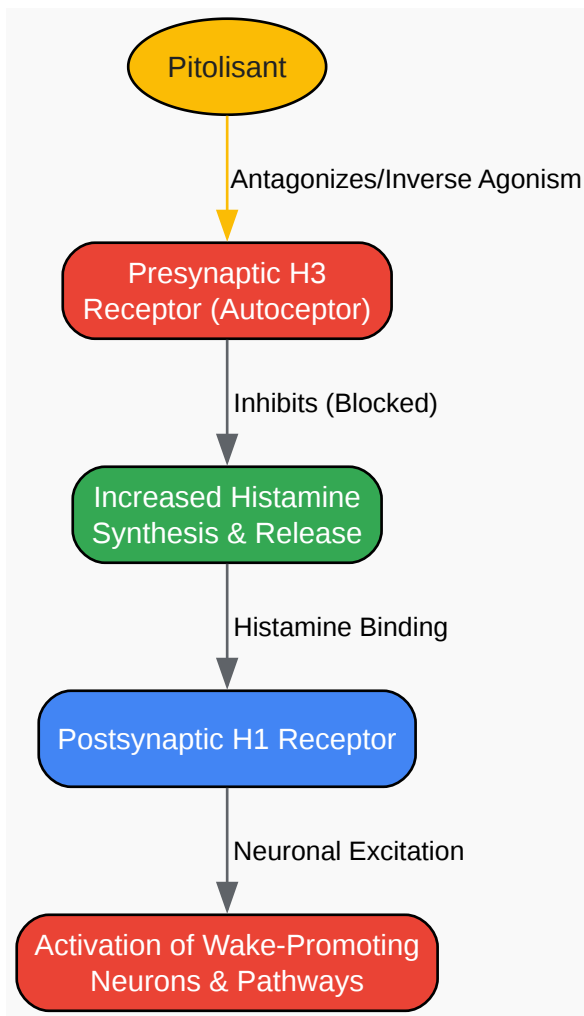 Pitolisant
Antagonizes/Inverse Agonism
Presynaptic H3
Receptor (Autoceptor)
Inhibits (Blocked)
Increased Histamine
Synthesis & Release
Histamine Binding
Postsynaptic H1 Receptor
Neuronal Excitation
Activation of Wake-Promoting
Neurons & Pathways